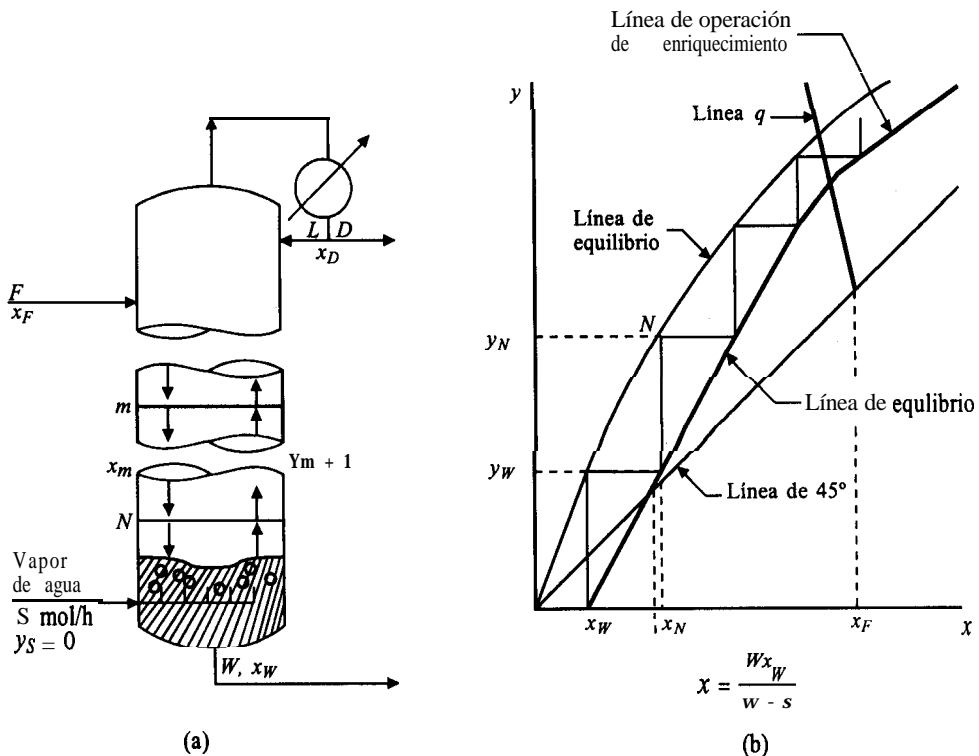 L D
x_D
F
x_F
m
x_m
Ym + 1
N
Vapor
de agua
S mol/h
y_S = 0
W, x_W
(a)
Línea de operación
de enriquecimiento
y
Línea q
Línea de
equilibrio
N
y_N
Línea de equlibrio
y_W
Línea de 45º
x_W
x_N
x_F
x
x = Wx_W / w - s
(b)